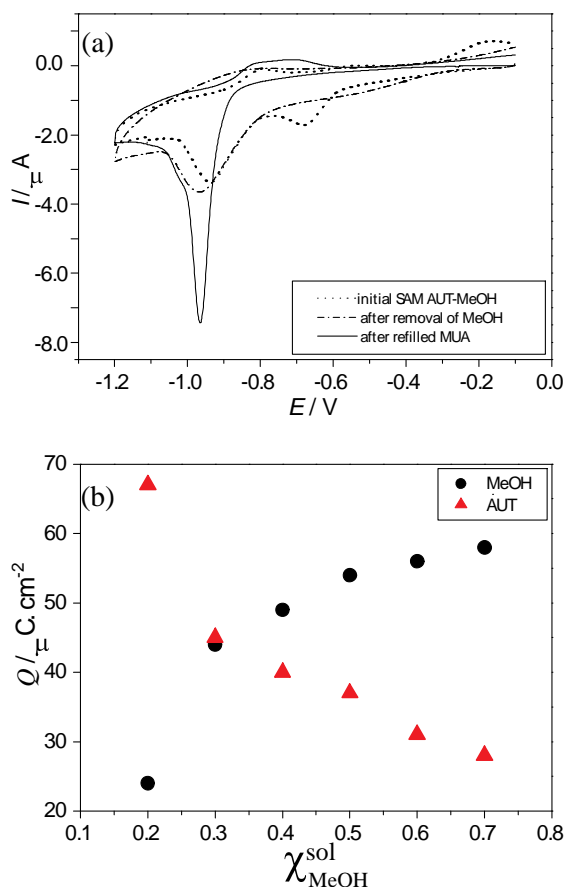 (a)
0.0
-2.0
-4.0
-6.0
-8.0
I / μA
initial SAM AUT-MeOH
after removal of MeOH
after refilled MUA
-1.2 -1.0 -0.8 -0.6 -0.4 -0.2 0.0
E / V
(b)
70
60
50
40
30
20
Q / μC.cm⁻²
MeOH
AUT
0.1 0.2 0.3 0.4 0.5 0.6 0.7 0.8
χ sol MeOH